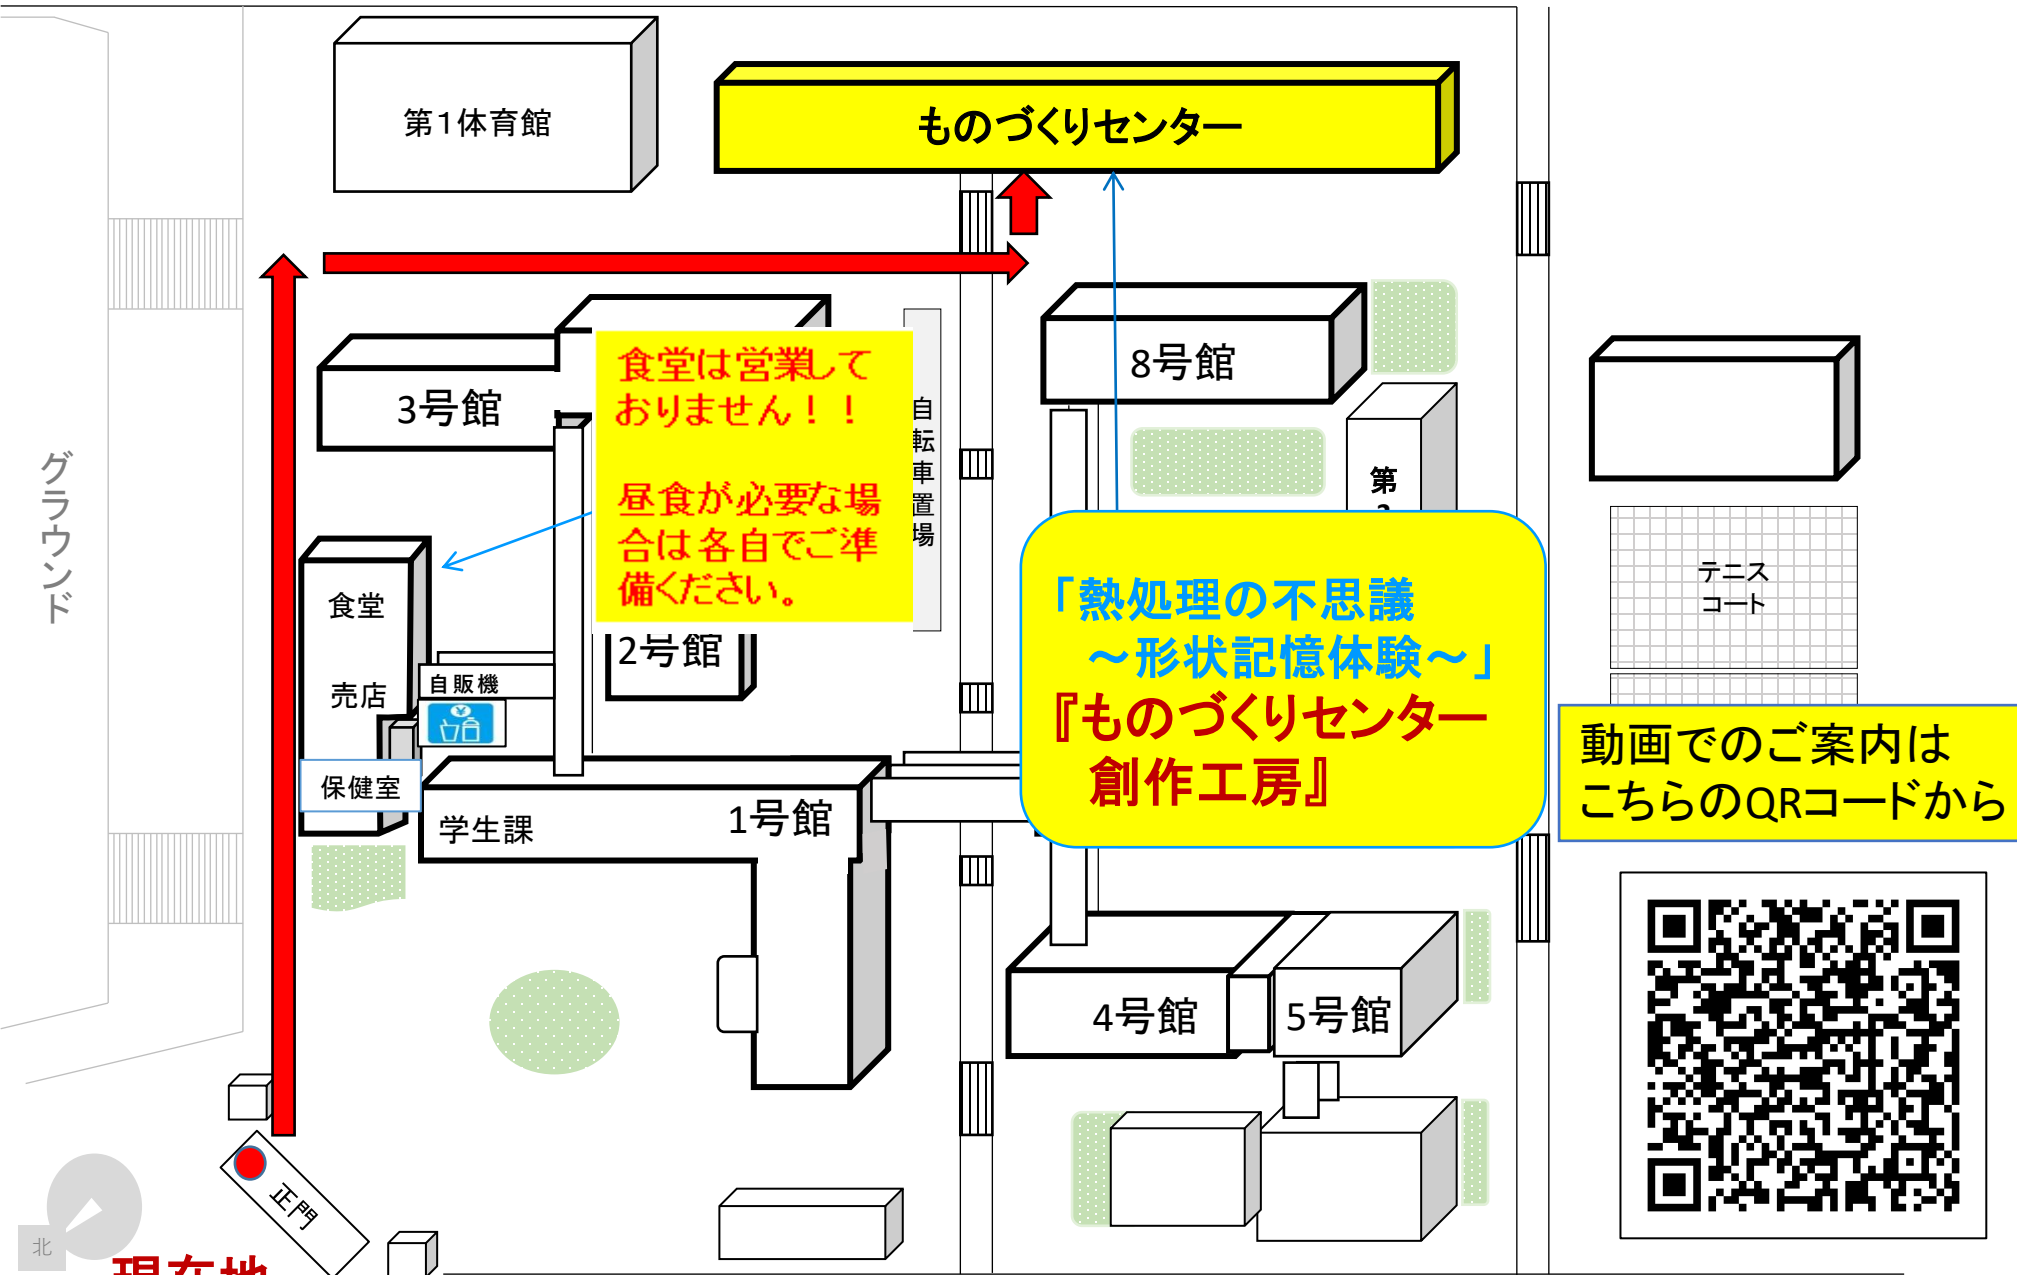 第1体育館
ものづくりセンター
3号館
食堂は営業して
おりません！！
昼食が必要な場
合は各自でご準
備ください。
自転車置場
8号館
第
グラウンド
食堂
売店
自販機
2号館
保健室
学生課
1号館
「熱処理の不思議
～形状記憶体験～」
『ものづくりセンター
創作工房』
テニス
コート
動画でのご案内は
こちらのQRコードから
4号館
5号館
正門
北
現在地